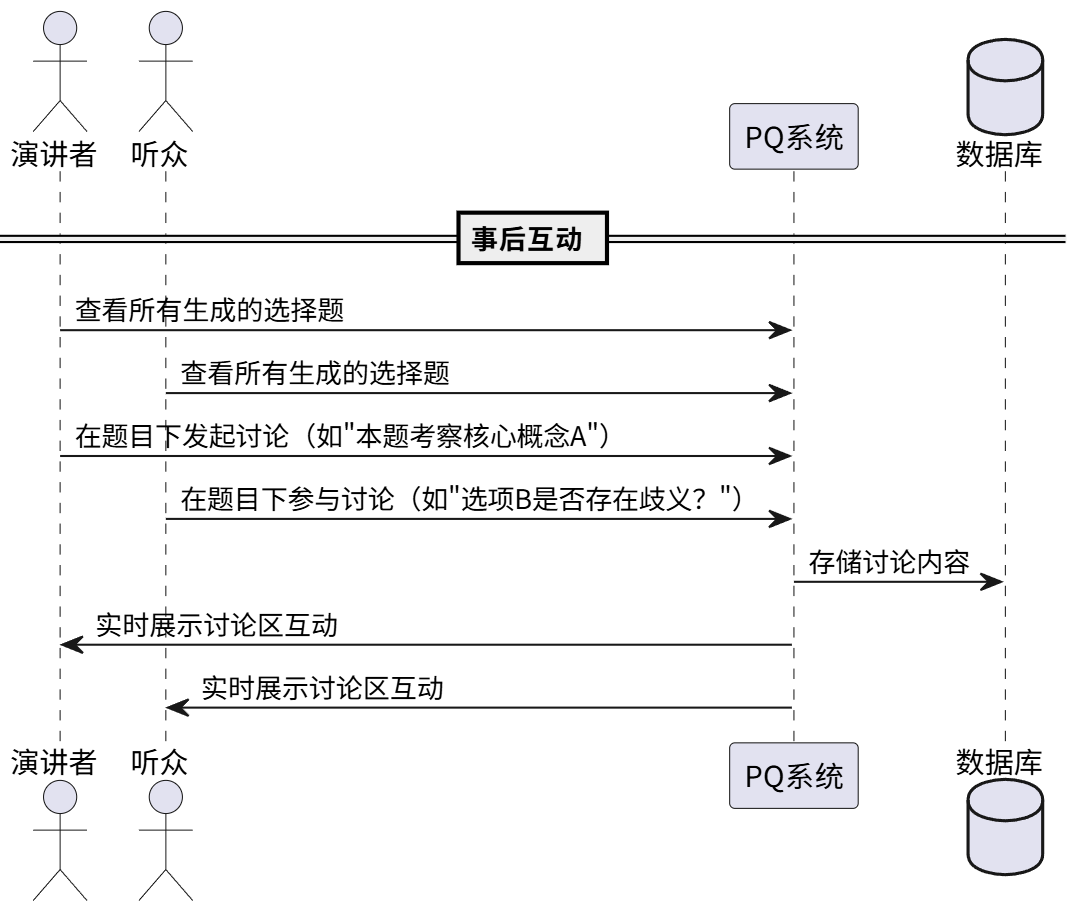 演讲者
听众
PQ系统
数据库
事后互动
查看所有生成的选择题
查看所有生成的选择题
在题目下发起讨论（如"本题考察核心概念A"）
在题目下参与讨论（如"选项B是否存在歧义？"）
存储讨论内容
实时展示讨论区互动
实时展示讨论区互动
演讲者
听众
PQ系统
数据库